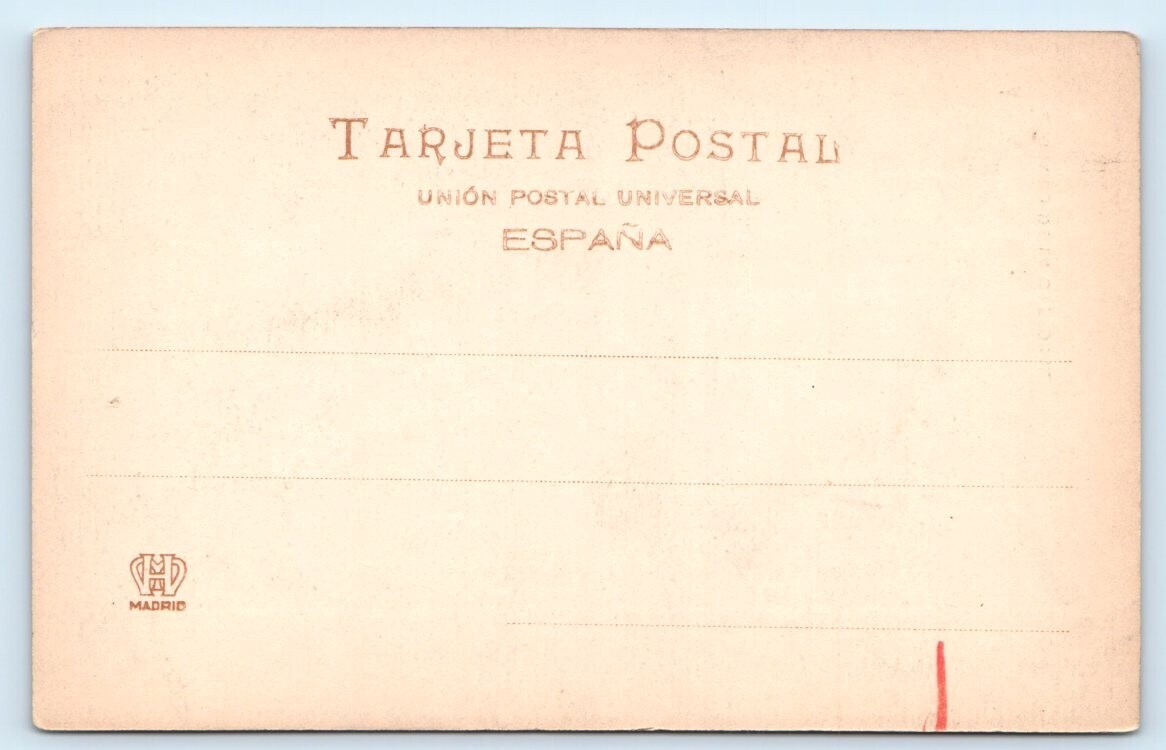 TARJETA POSTAL
UNIÓN POSTAL UNIVERSAL
ESPAÑA
MADRID